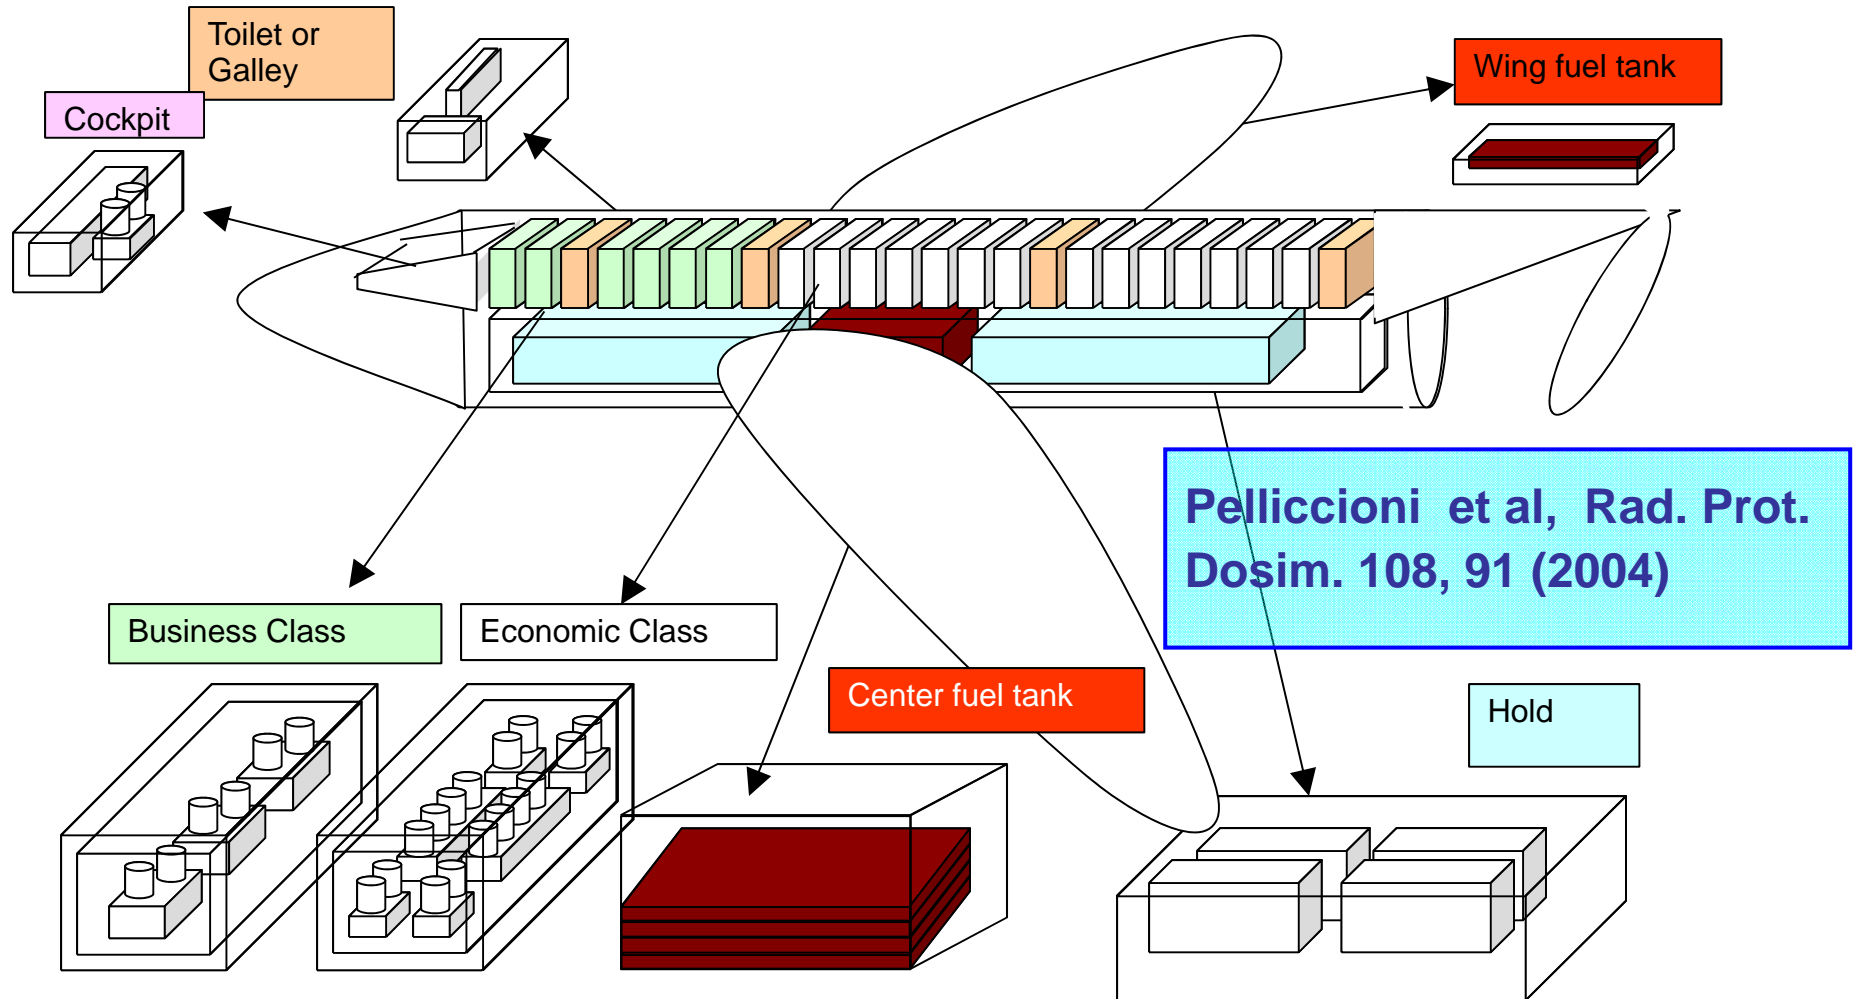 Toilet or
Galley
Wing fuel tank
Cockpit
Pelliccioni et al, Rad. Prot.
Dosim. 108, 91 (2004)
Business Class
Economic Class
Center fuel tank
Hold